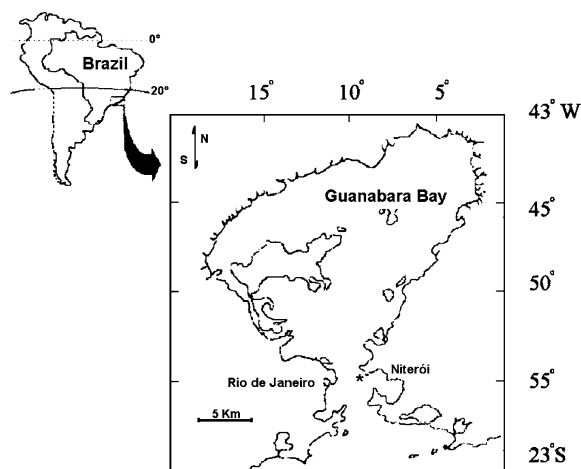 0°
Brazil
20°
15° 10° 5°
43° W
N
S
Guanabara Bay
45°
50°
Niterói
Rio de Janeiro
*
55°
5 Km
23°S